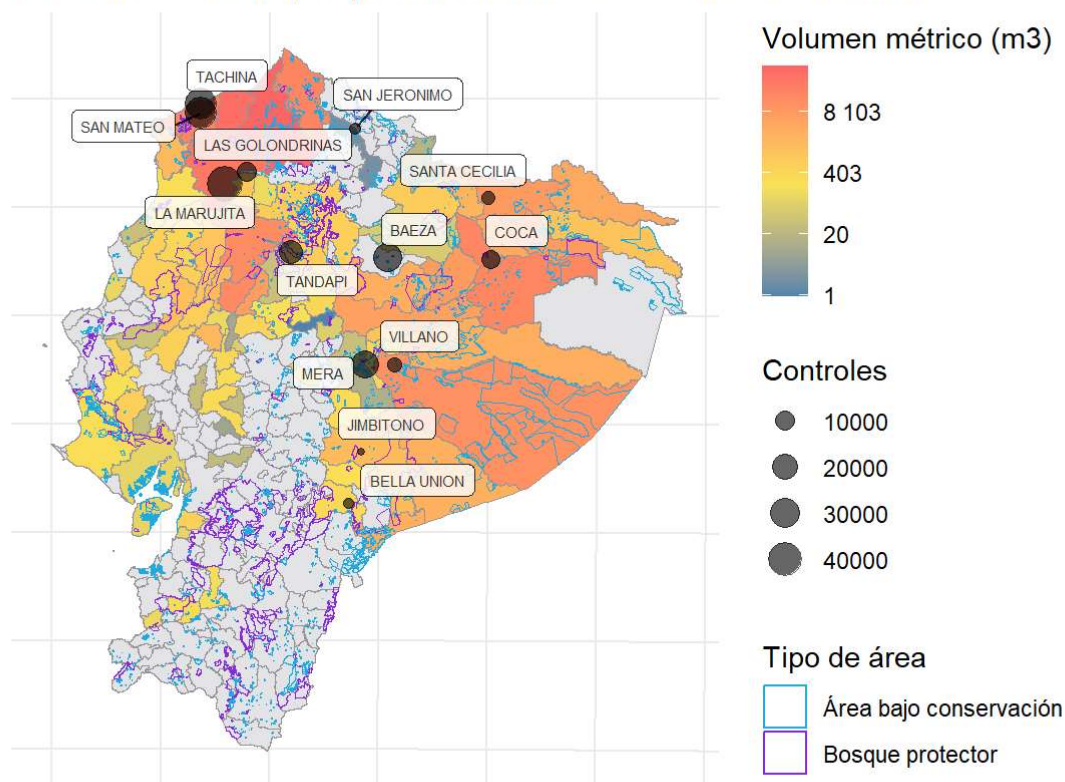 TACHINA
SAN JERONIMO
SAN MATEO
LAS GOLONDRINAS
SANTA CECILIA
LA MARUJITA
BAEZA
COCA
TANDAPI
VILLANO
MERA
JIMBITONO
BELLA UNION
Volumen métrico (m3)
8 103
403
20
1
Controles
10000
20000
30000
40000
Tipo de área
Área bajo conservación
Bosque protector